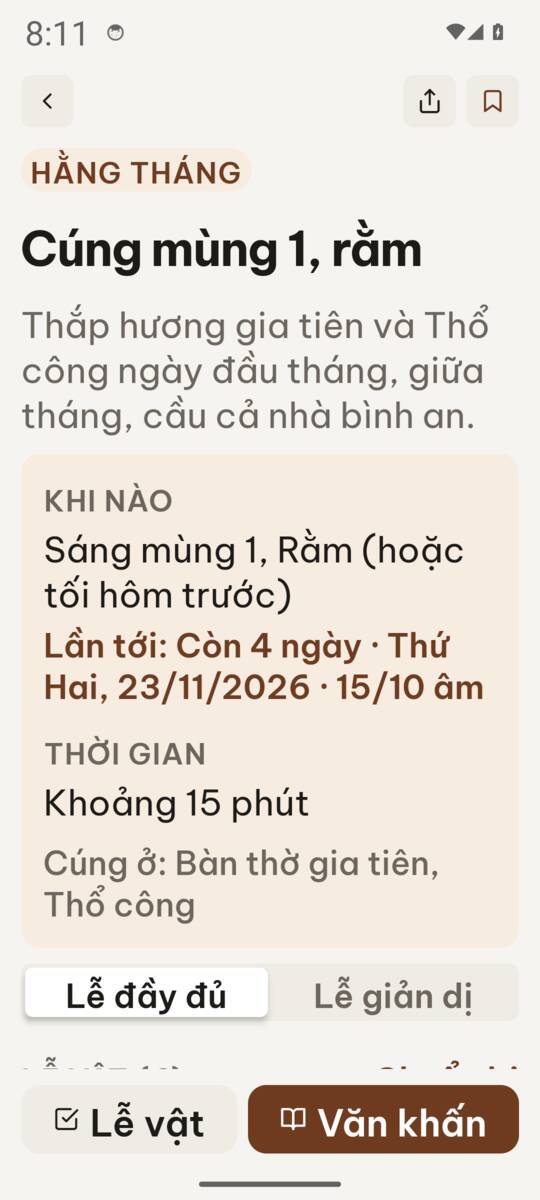 8:11
HẰNG THÁNG
Cúng mùng 1, rằm
Thắp hương gia tiên và Thổ
công ngày đầu tháng, giữa
tháng, cầu cả nhà bình an.
KHI NÀO
Sáng mùng 1, Rằm (hoặc
tối hôm trước)
Lần tới: Còn 4 ngày · Thứ
Hai, 23/11/2026 · 15/10 âm
THỜI GIAN
Khoảng 15 phút
Cúng ở: Bàn thờ gia tiên,
Thổ công
Lễ đầy đủ
Lễ giản dị
Lễ vật
Văn khấn